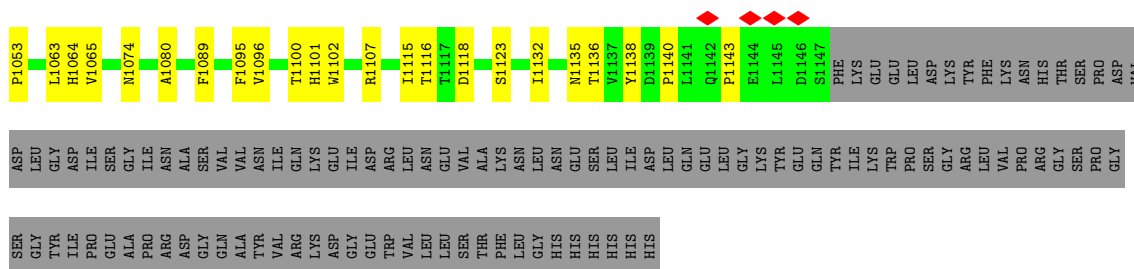 P1053 L1063 H1064 V1065 N1074 A1080 F1089 F1095 V1096 T1100 H1101 W1102 R1107 I1115 T1116 T1117 D1118 S1123 I1132 N1135 T1136 V1137 Y1138 D1139 P1140 L1141 Q1142 P1143 E1144 L1145 D1146 S1147 PHE LYS GLU GLU LEU ASP LYS TYR PHE LYS ASN HIS THR SER PRO ASP VAL
ASP LEU GLY ASP ILE SER GLY ILE ASN ALA SER VAL VAL ASN ILE GLN LYS GLU ILE ASP ARG LEU ASN GLU VAL ALA LYS ASN LEU ASN GLU SER LEU ILE ASP LEU GLN GLU LEU GLY LYS TYR GLU GLN TYR ILE LYS TRP PRO SER GLY ARG LEU VAL PRO ARG GLY SER PRO GLY
SER GLY TYR ILE PRO GLU ALA PRO ARG ASP GLY GLN ALA TYR VAL ARG LYS ASP GLY GLU TRP VAL LEU LEU SER THR PHE LEU GLY HIS HIS HIS HIS HIS HIS